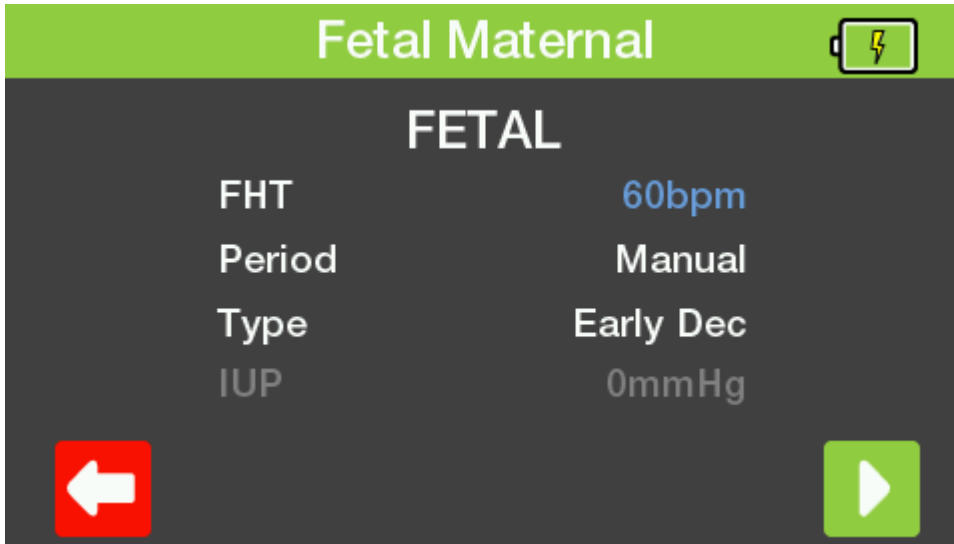 Fetal Maternal
FETAL
FHT 60bpm
Period Manual
Type Early Dec
IUP 0mmHg